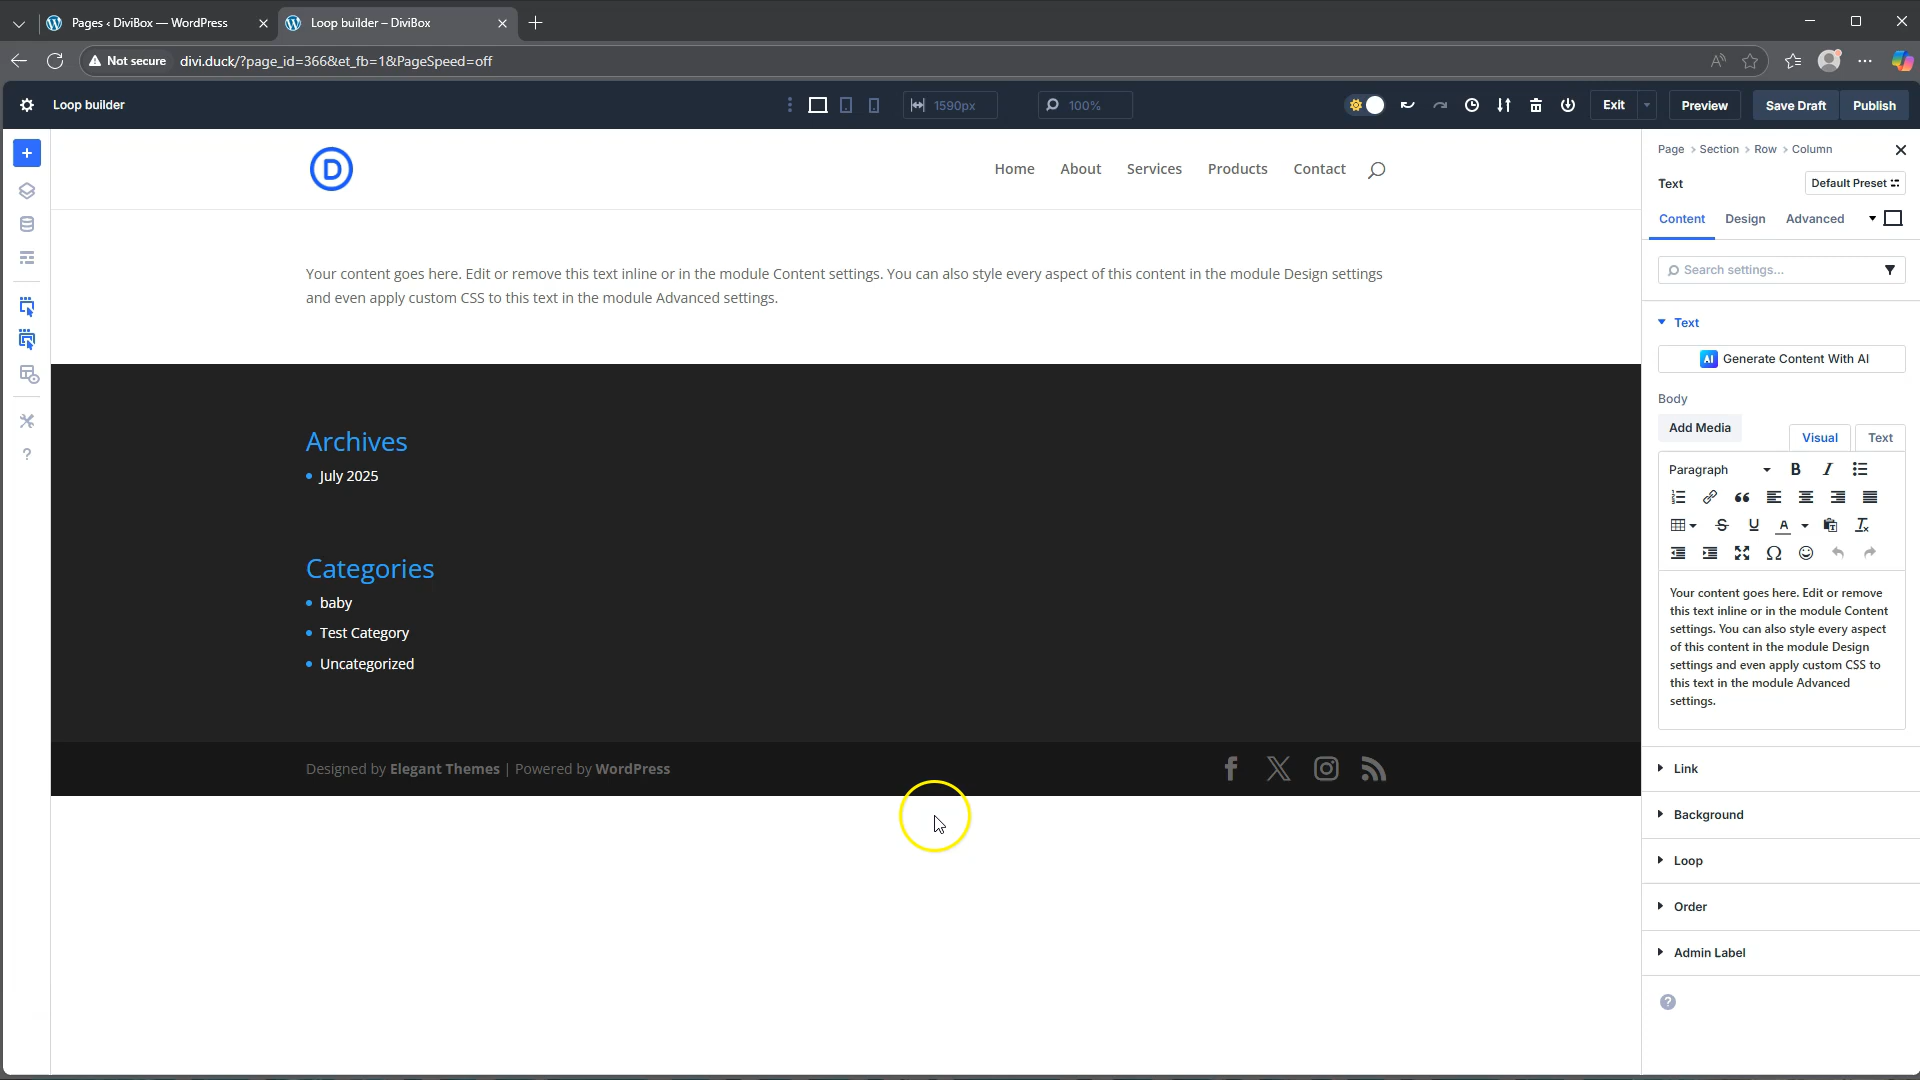 Pages ‹ DiviBox — WordPress
Loop builder – DiviBox
Not secure
divi.duck/?page_id=366&et_fb=1&PageSpeed=off
Loop builder
1590px
100%
Exit
Preview
Save Draft
Publish
D
Home
About
Services
Products
Contact
Your content goes here. Edit or remove this text inline or in the module Content settings. You can also style every aspect of this content in the module Design settings
and even apply custom CSS to this text in the module Advanced settings.
Archives
July 2025
Categories
baby
Test Category
Uncategorized
Designed by Elegant Themes | Powered by WordPress
Page > Section > Row > Column
Text
Default Preset
Content
Design
Advanced
Search settings...
Text
AI Generate Content With AI
Body
Add Media
Visual
Text
Paragraph
Your content goes here. Edit or remove
this text inline or in the module Content
settings. You can also style every aspect
of this content in the module Design
settings and even apply custom CSS to
this text in the module Advanced
settings.
Link
Background
Loop
Order
Admin Label